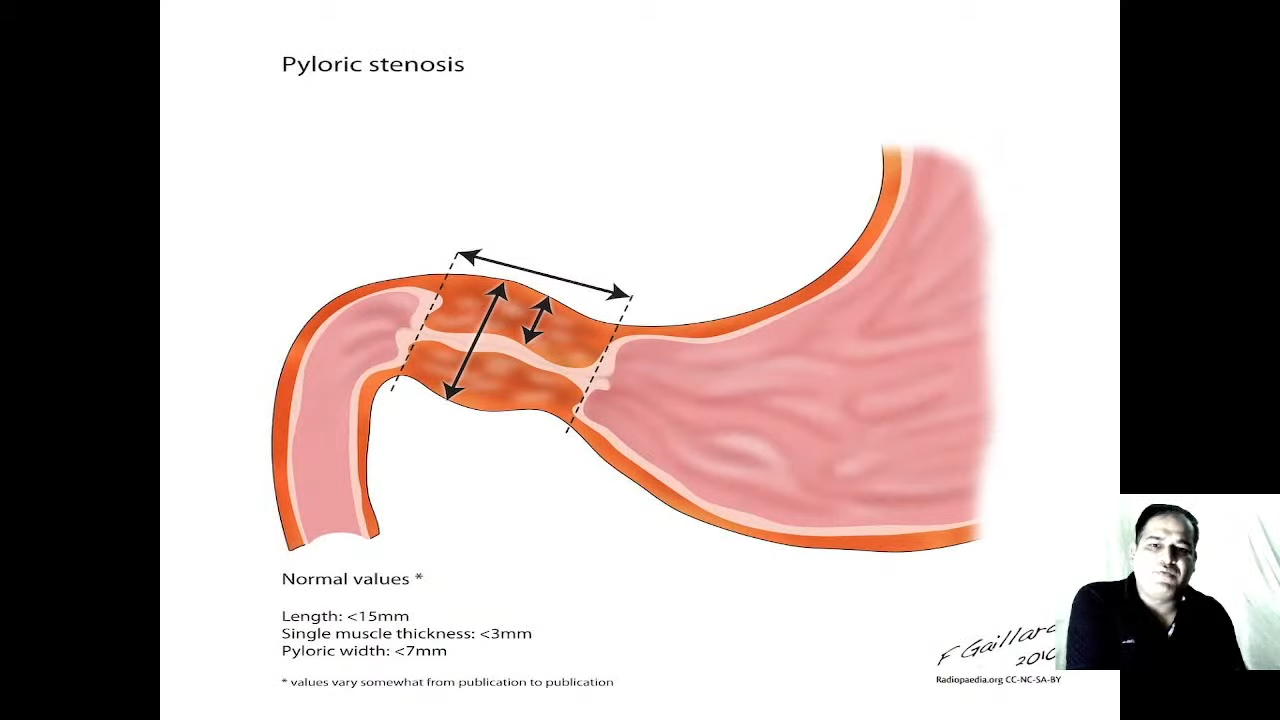 Pyloric stenosis
Normal values *
Length: <15mm
Single muscle thickness: <3mm
Pyloric width: <7mm
* values vary somewhat from publication to publication
F Gaillard
2010
Radiopaedia.org CC-NC-SA-BY